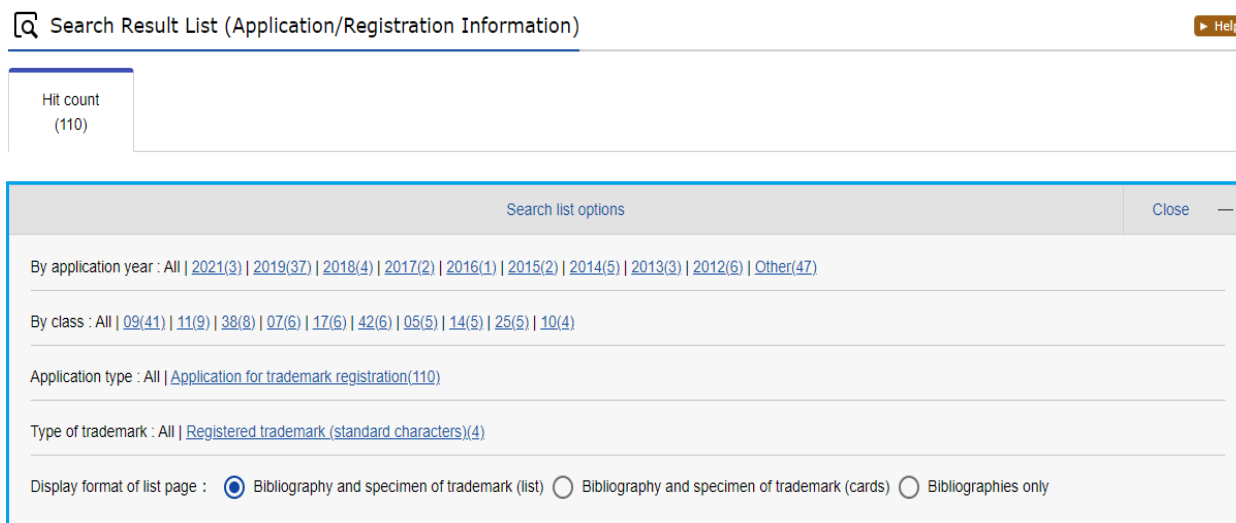 Search Result List (Application/Registration Information)
► Help
Hit count
(110)
Search list options
Close —
By application year : All | 2021(3) | 2019(37) | 2018(4) | 2017(2) | 2016(1) | 2015(2) | 2014(5) | 2013(3) | 2012(6) | Other(47)
By class : All | 09(41) | 11(9) | 38(8) | 07(6) | 17(6) | 42(6) | 05(5) | 14(5) | 25(5) | 10(4)
Application type : All | Application for trademark registration(110)
Type of trademark : All | Registered trademark (standard characters)(4)
Display format of list page : Bibliography and specimen of trademark (list) Bibliography and specimen of trademark (cards) Bibliographies only